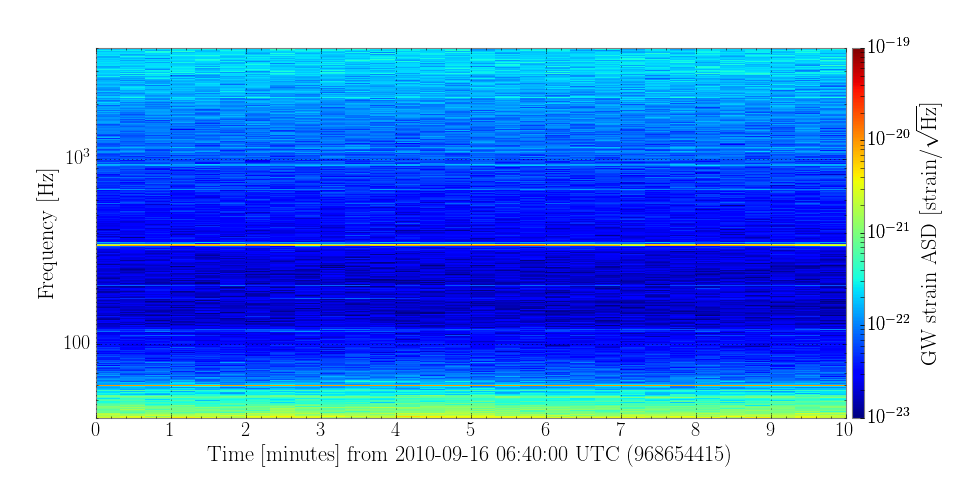 10⁻¹⁹
10⁻²⁰
10⁻²¹
10⁻²²
10⁻²³
GW strain ASD [strain/√Hz]
Frequency [Hz]
10³
100
0 1 2 3 4 5 6 7 8 9 10
Time [minutes] from 2010-09-16 06:40:00 UTC (968654415)